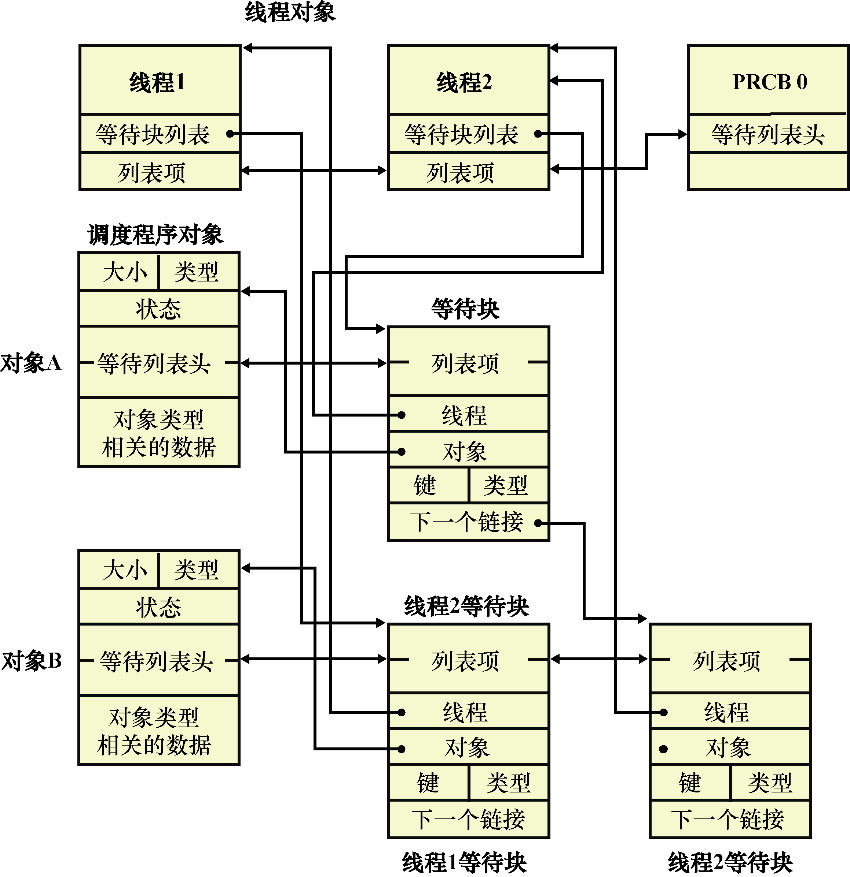 线程对象
线程1
等待块列表
列表项
线程2
等待块列表
列表项
PRCB 0
等待列表头
调度程序对象
大小 类型
状态
对象A
等待列表头
对象类型
相关的数据
等待块
列表项
线程
对象
键 类型
下一个链接
大小 类型
状态
对象B
等待列表头
对象类型
相关的数据
线程2等待块
列表项
线程
对象
键 类型
下一个链接
线程1等待块
列表项
线程
对象
键 类型
下一个链接
线程2等待块